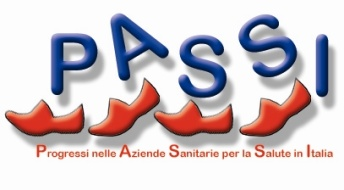 PASSI
Progressi nelle Aziende Sanitarie per la Salute in Italia